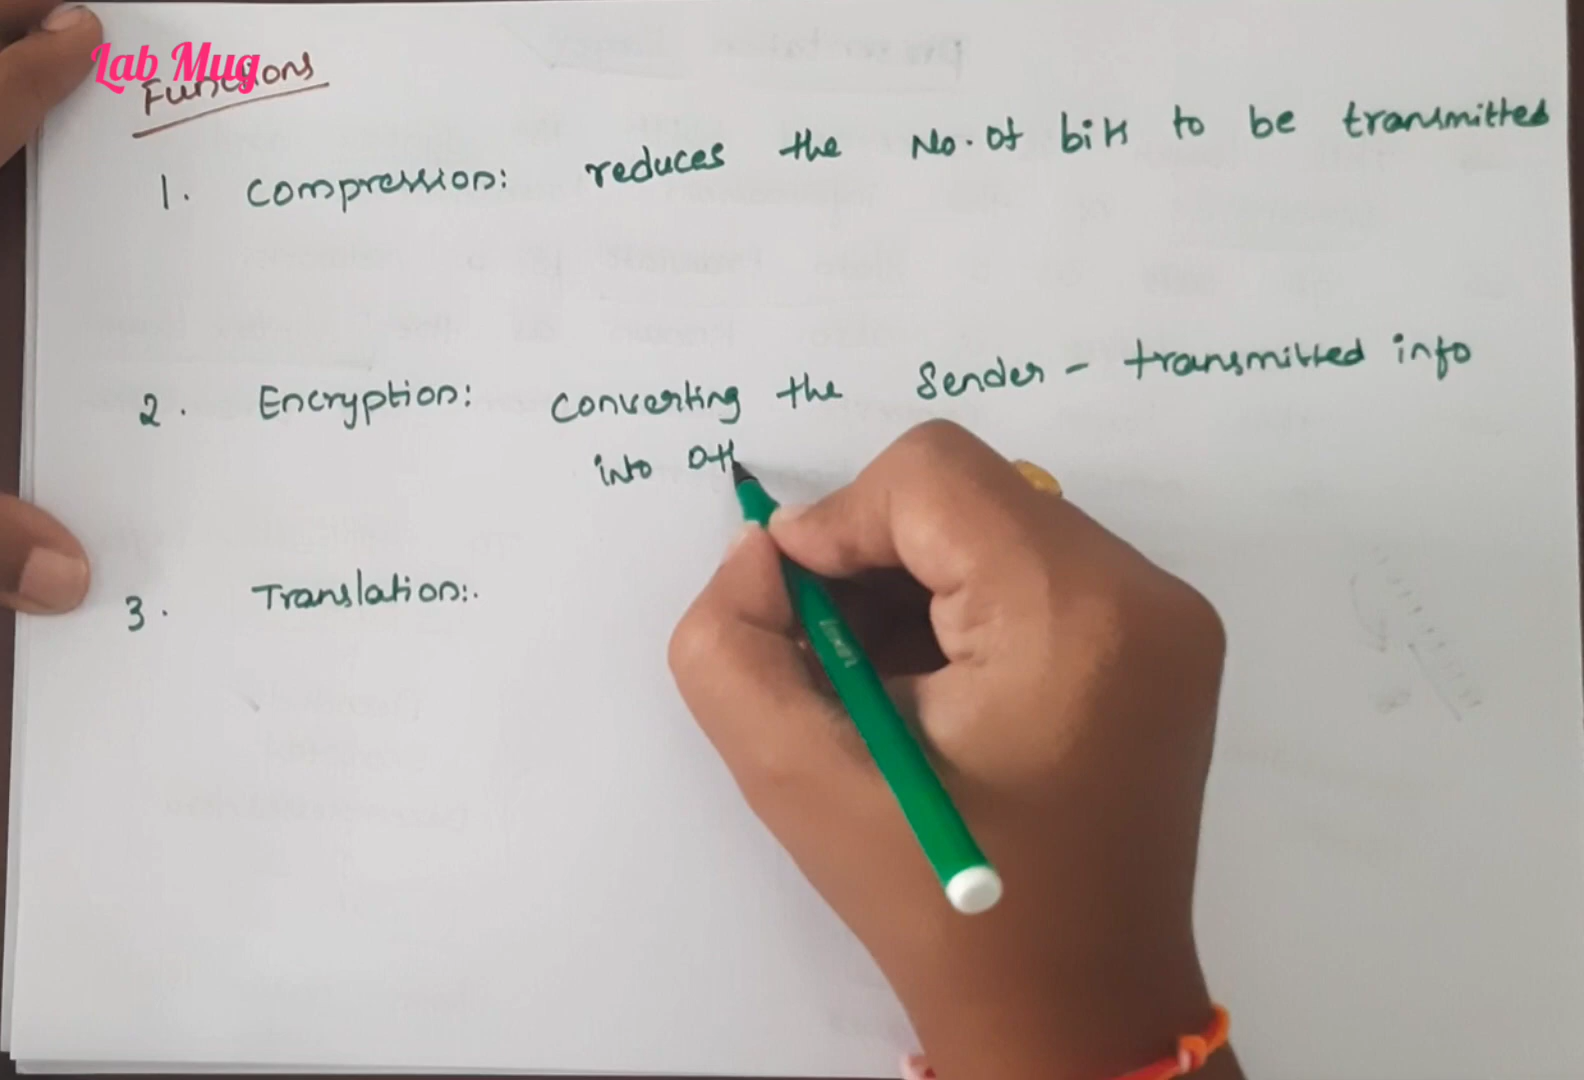 Lab Mug
Functions
1. Compression: reduces the No. of bits to be transmitted
2. Encryption: Converting the Sender - transmitted info
into oth
3. Translation:.